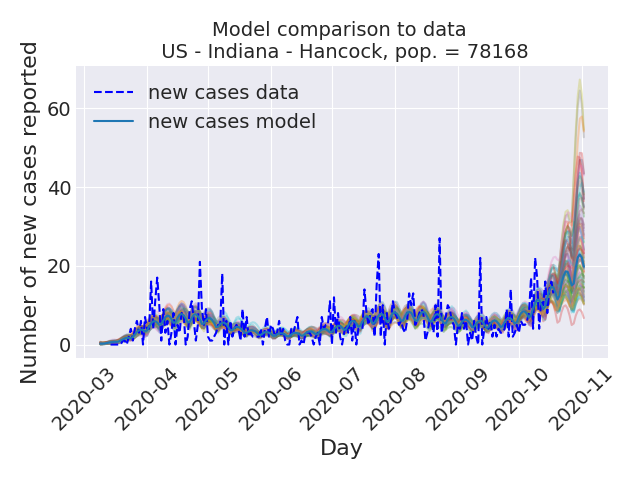 Model comparison to data
US - Indiana - Hancock, pop. = 78168
Number of new cases reported
60
40
20
0
new cases data
new cases model
2020-03
2020-04
2020-05
2020-06
2020-07
2020-08
2020-09
2020-10
2020-11
Day